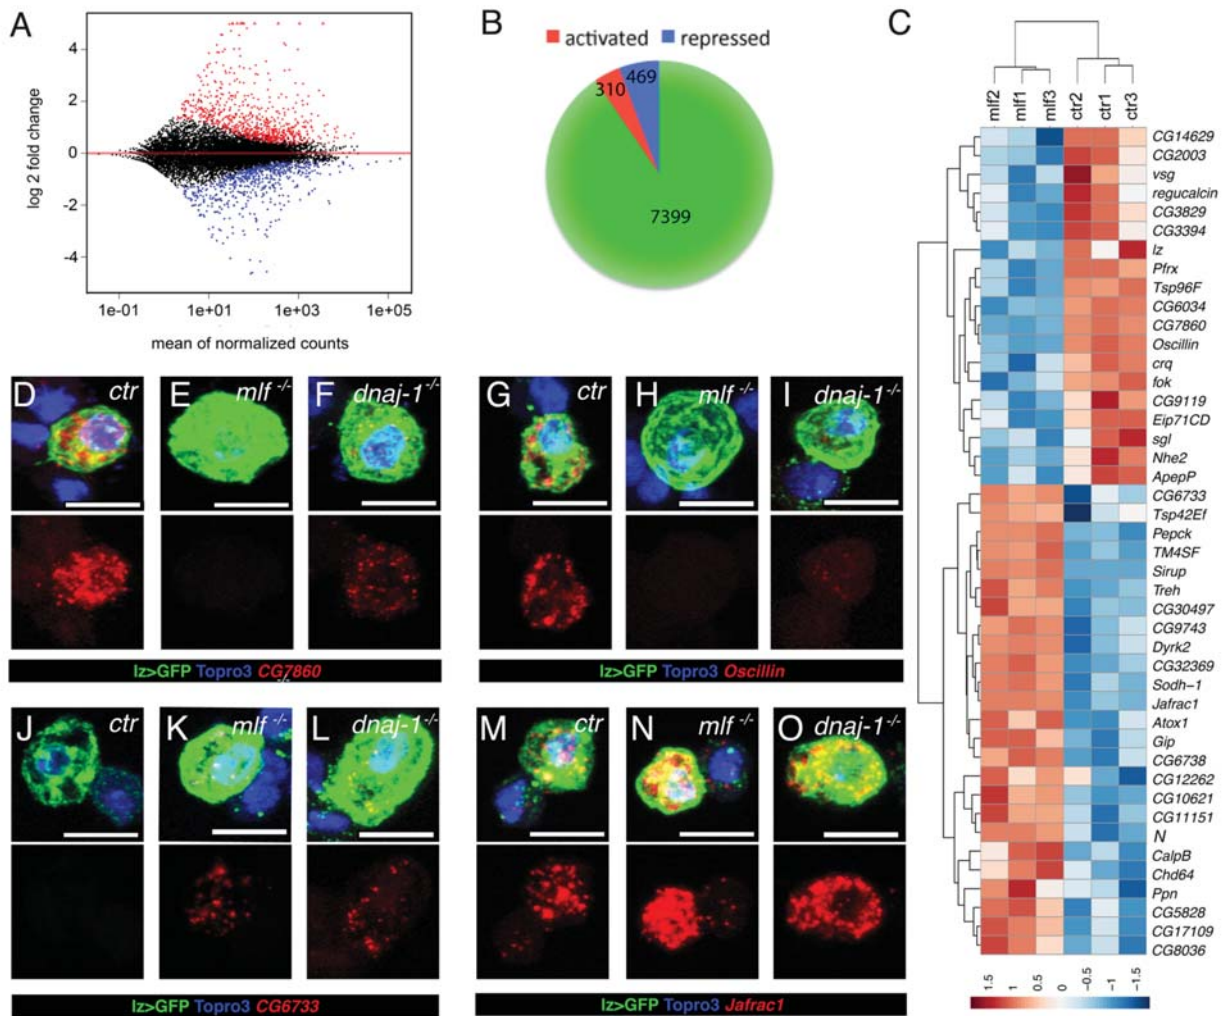 A
4
2
0
-2
-4
log 2 fold change
1e-01 1e+01 1e+03 1e+05
mean of normalized counts
B
activated repressed
310
469
7399
C
mlf2 mlf1 mlf3 ctr2 ctr1 ctr3
CG14629
CG2003
vsg
regucalcin
CG3829
CG3394
lz
Pfrx
Tsp96F
CG6034
CG7860
Oscillin
crq
fok
CG9119
Eip71CD
sgl
Nhe2
ApepP
CG6733
Tsp42Ef
Pepck
TM4SF
Sirup
Treh
CG30497
CG9743
Dyrk2
CG32369
Sodh-1
Jafrac1
Atox1
Gip
CG6738
CG12262
CG10621
CG11151
N
CalpB
Chd64
Ppn
CG5828
CG17109
CG8036
1.5 1 0.5 0 -0.5 -1 -1.5
D ctr
E mlf -/-
F dnaj-1 -/-
lz>GFP Topro3 CG7860
-/-
G ctr
H mlf -/-
I dnaj-1 -/-
lz>GFP Topro3 Oscillin
J ctr
K mlf -/-
L dnaj-1 -/-
lz>GFP Topro3 CG6733
M ctr
N mlf -/-
O dnaj-1 -/-
lz>GFP Topro3 Jafrac1